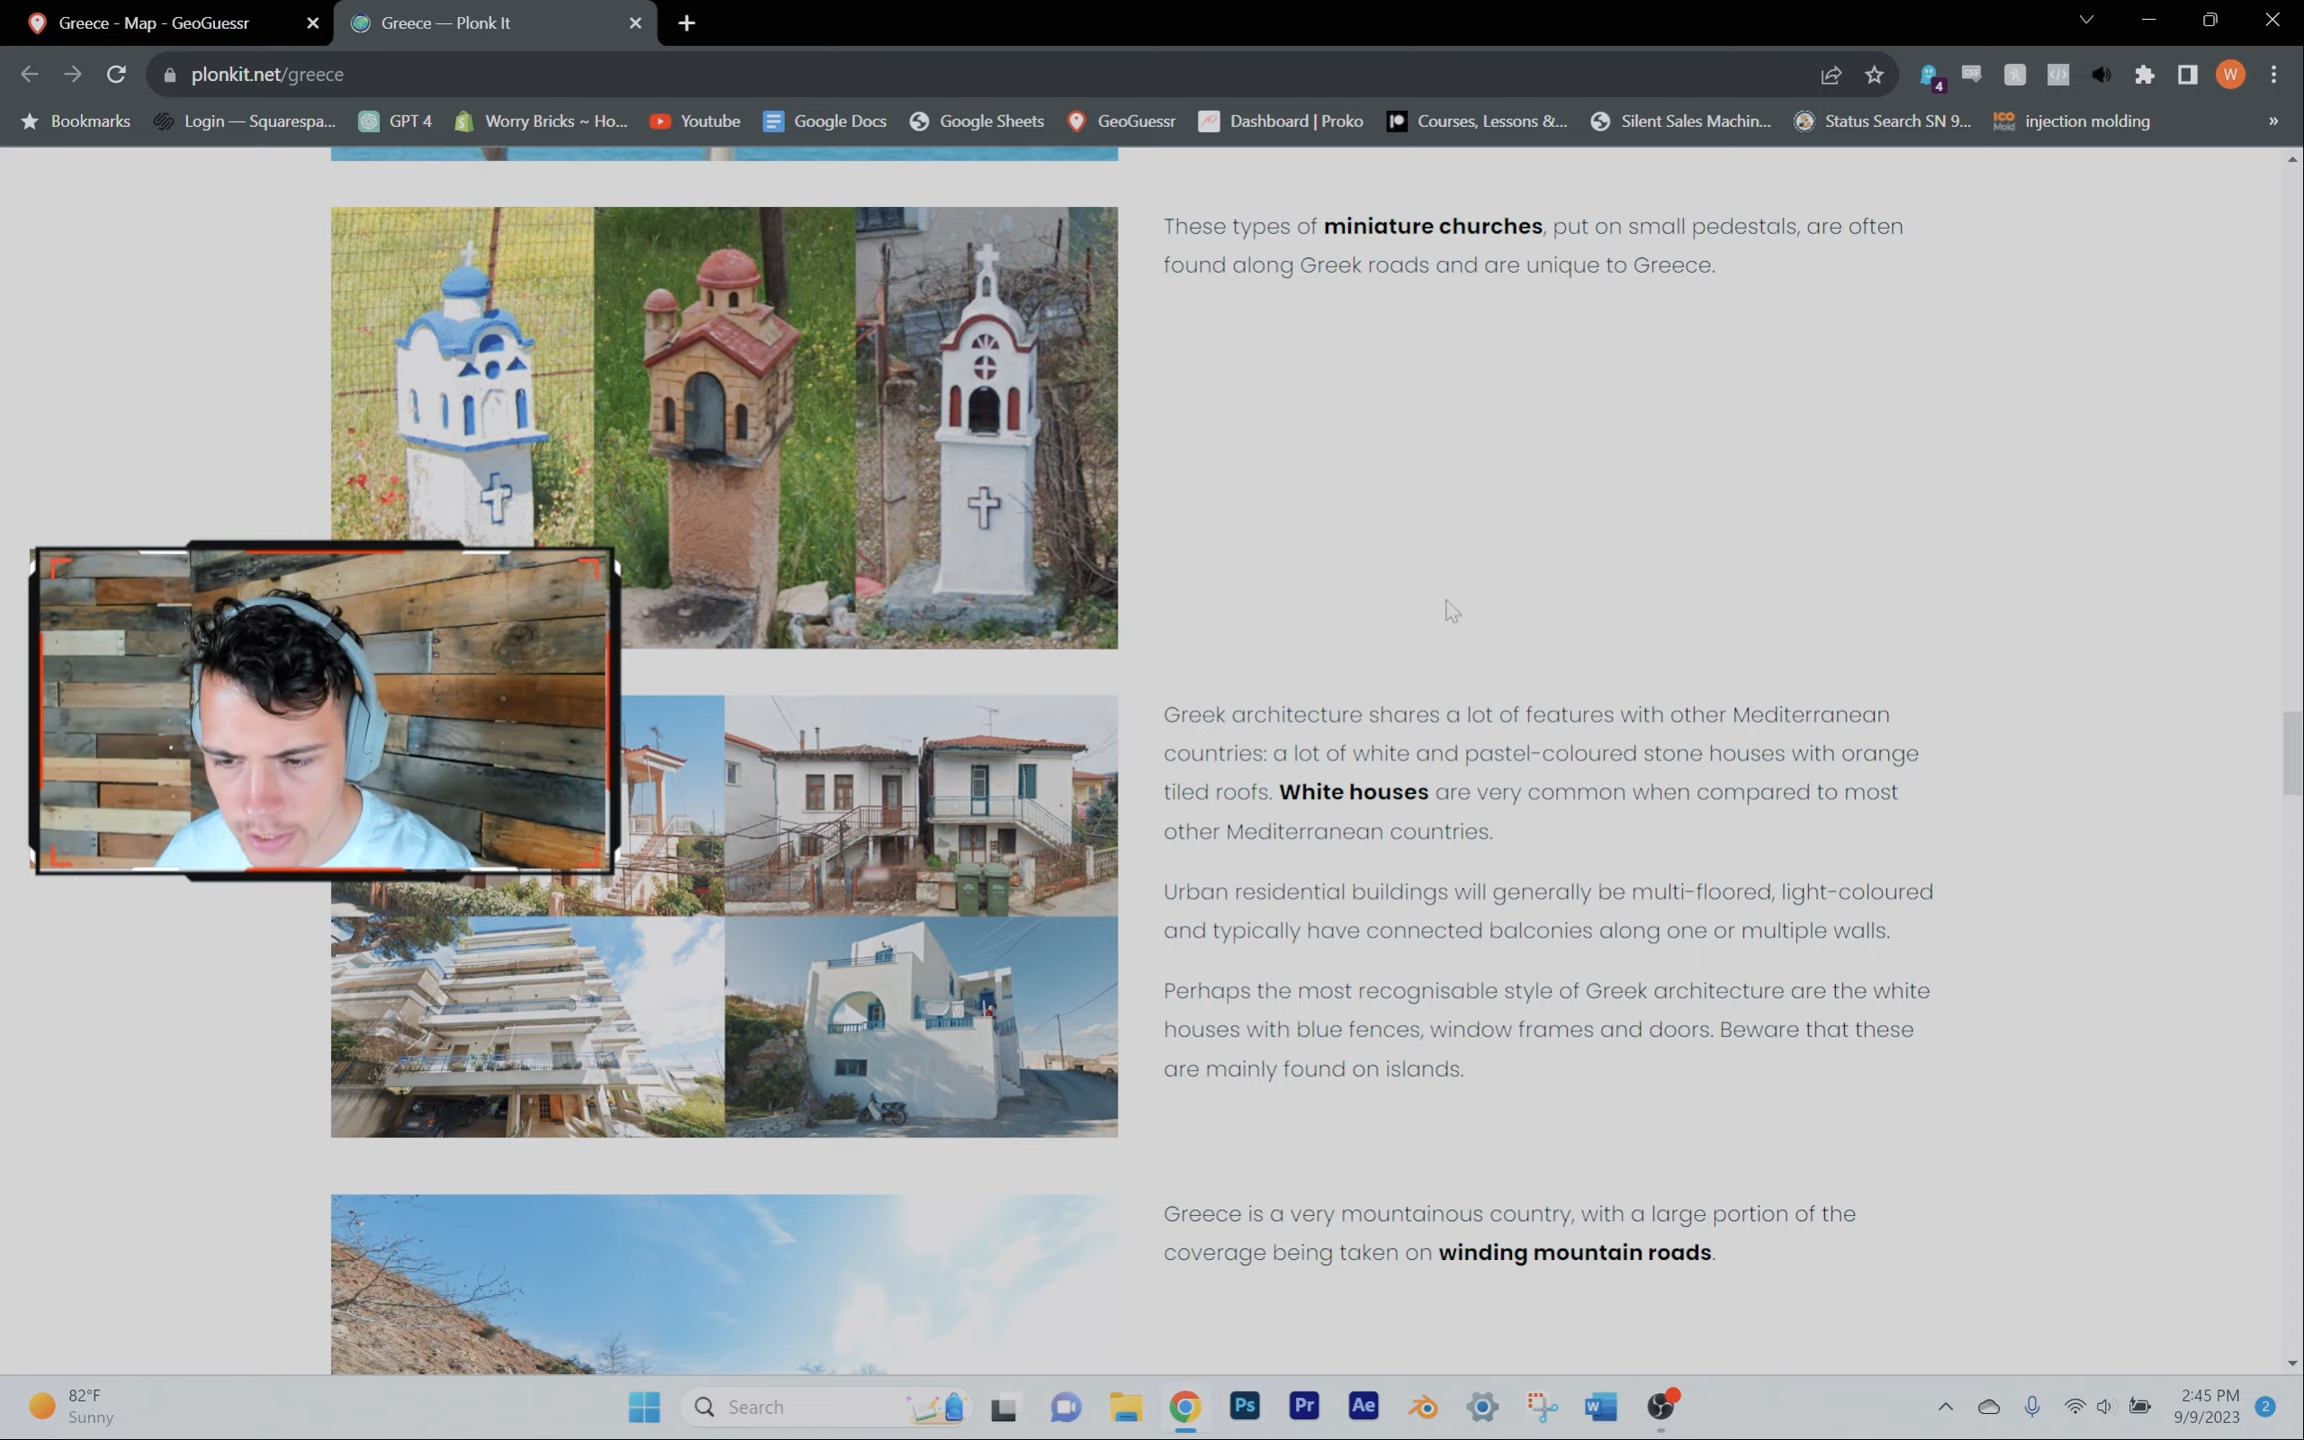 Greece - Map - GeoGuessr
Greece — Plonk It
plonkit.net/greece
4
W
Bookmarks
Login — Squarespa...
GPT 4
Worry Bricks ~ Ho...
Youtube
Google Docs
Google Sheets
GeoGuessr
Dashboard | Proko
Courses, Lessons &...
Silent Sales Machin...
Status Search SN 9...
injection molding
»
These types of miniature churches, put on small pedestals, are often
found along Greek roads and are unique to Greece.
Greek architecture shares a lot of features with other Mediterranean
countries: a lot of white and pastel-coloured stone houses with orange
tiled roofs. White houses are very common when compared to most
other Mediterranean countries.
Urban residential buildings will generally be multi-floored, light-coloured
and typically have connected balconies along one or multiple walls.
Perhaps the most recognisable style of Greek architecture are the white
houses with blue fences, window frames and doors. Beware that these
are mainly found on islands.
Greece is a very mountainous country, with a large portion of the
coverage being taken on winding mountain roads.
82°F
Sunny
Search
Ps
Pr
Ae
W
2:45 PM
9/9/2023
2